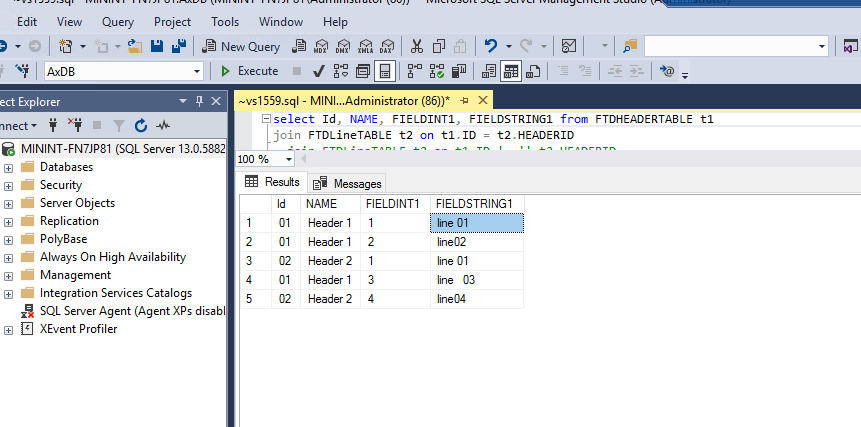 ~vs1559.sql - MININT-FN7JP81.AxDB (MININT-FN7JP81\Administrator (86))* - Microsoft SQL Server Management Studio (Administrator)
Edit View Query Project Tools Window Help
New Query MDX DMX XMLA DAX
AxDB Execute
ect Explorer
nnect
MININT-FN7JP81 (SQL Server 13.0.5882
Databases
Security
Server Objects
Replication
PolyBase
Always On High Availability
Management
Integration Services Catalogs
SQL Server Agent (Agent XPs disabl
XEvent Profiler
~vs1559.sql - MINI...Administrator (86))*
select Id, NAME, FIELDINT1, FIELDSTRING1 from FTDHEADERTABLE t1
join FTDLineTABLE t2 on t1.ID = t2.HEADERID
100 %
Results Messages
Id NAME FIELDINT1 FIELDSTRING1
1 01 Header 1 1 line 01
2 01 Header 1 2 line02
3 02 Header 2 1 line 01
4 01 Header 1 3 line   03
5 02 Header 2 4 line04